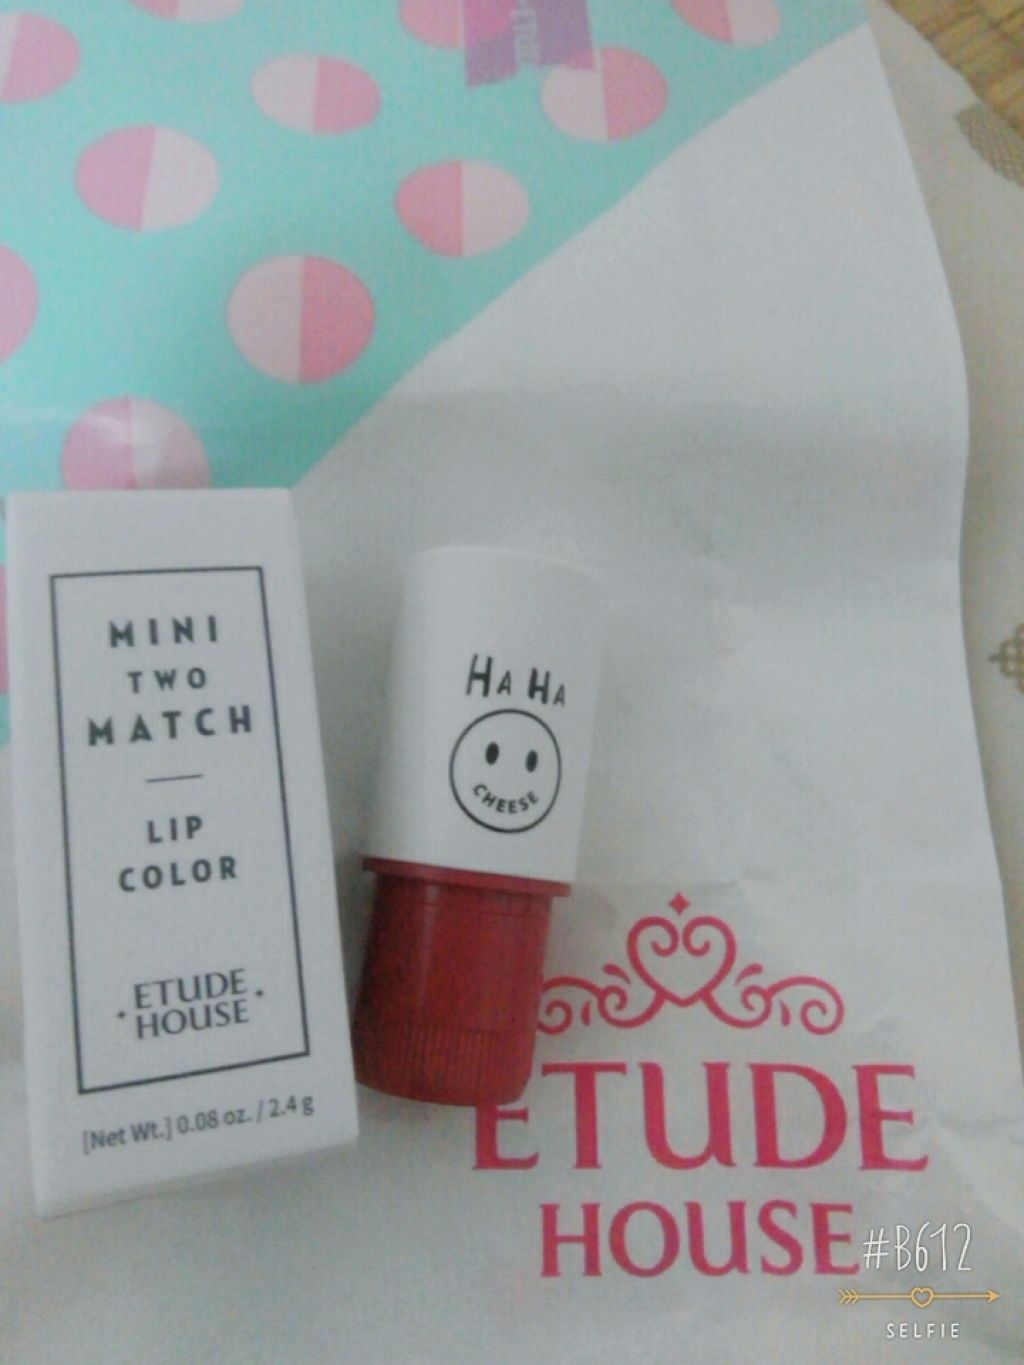 MINI
TWO
MATCH
LIP
COLOR
ETUDE
HOUSE
[Net Wt.] 0.08 oz. / 2.4 g
HA HA
CHEESE
ETUDE
HOUSE
#B612
SELFIE